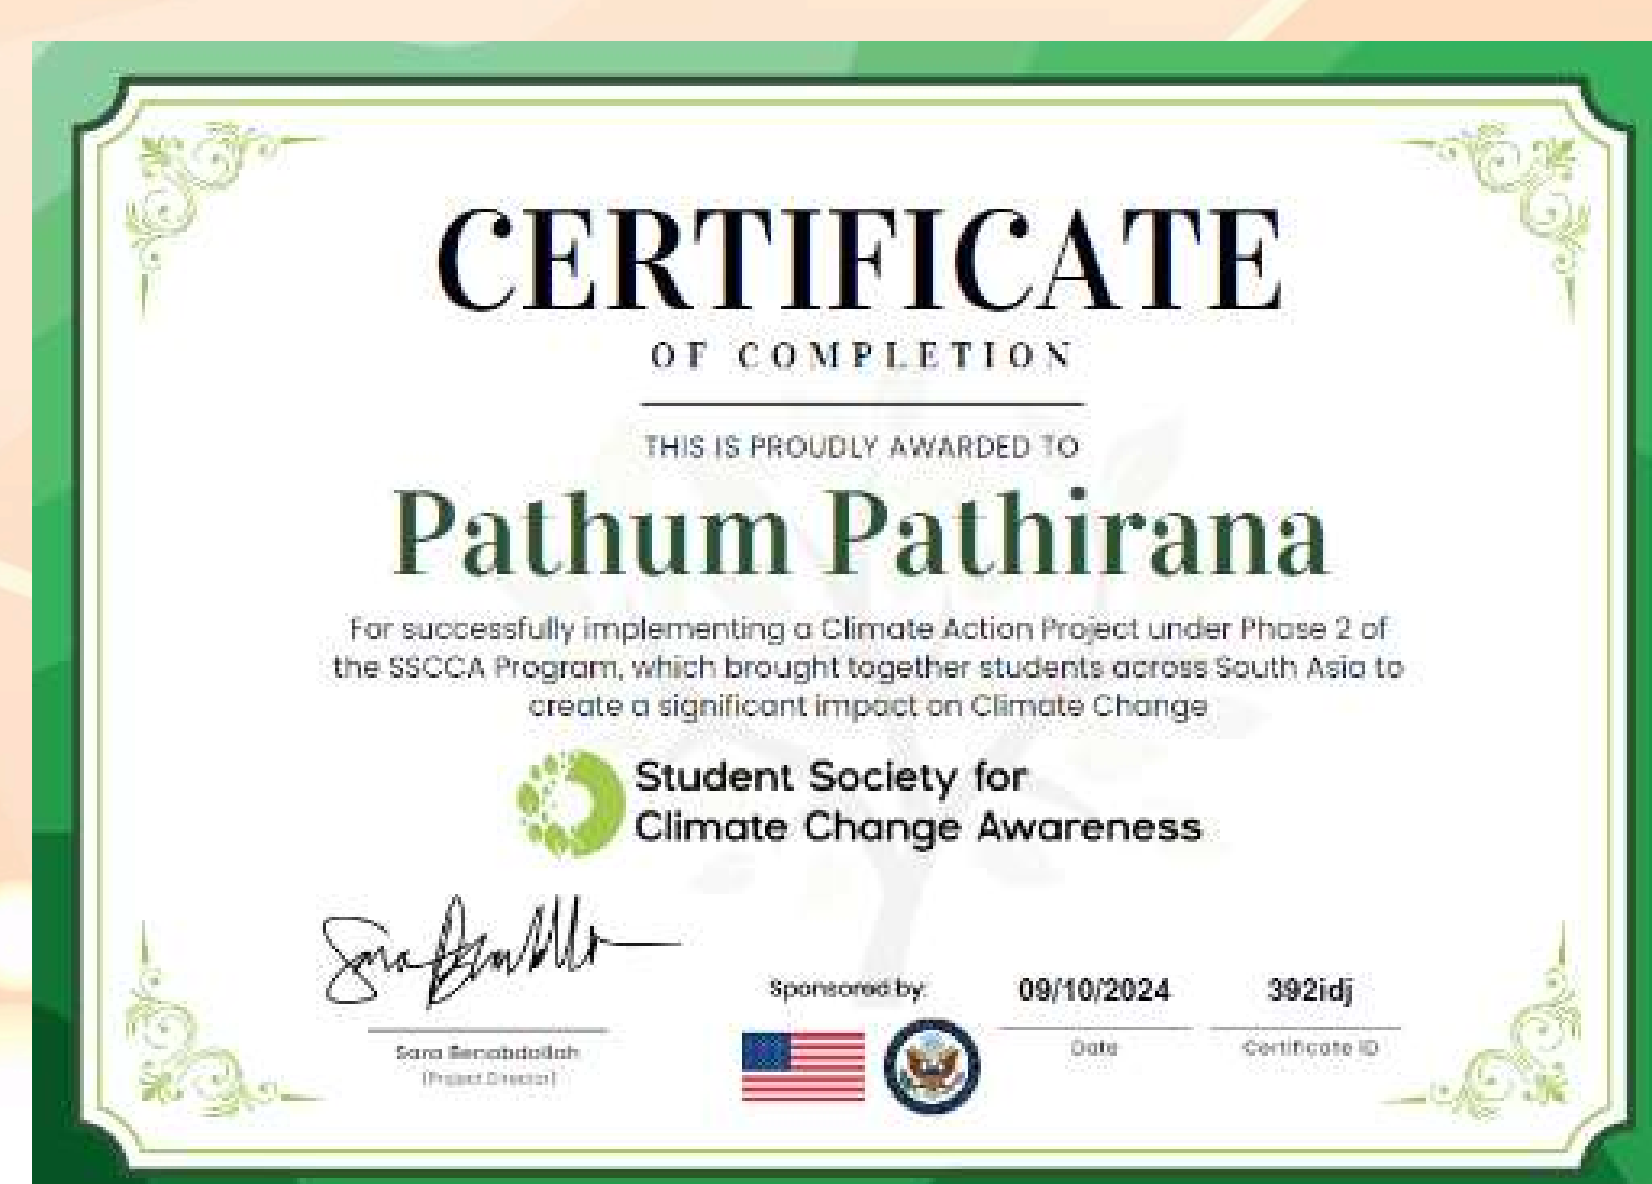 CERTIFICATE
OF COMPLETION
THIS IS PROUDLY AWARDED TO
Pathum Pathirana
For successfully implementing a Climate Action Project under Phase 2 of
the SSCCA Program, which brought together students across South Asia to
create a significant impact on Climate Change
Student Society for
Climate Change Awareness
Sponsored by:
09/10/2024
392idj
Sara Benabdallah
(Project Director)
Date
Certificate ID